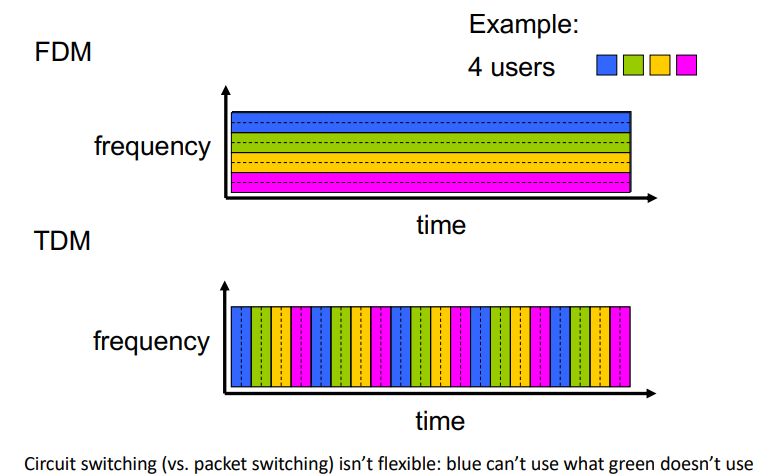 Example:
FDM
4 users
frequency
time
TDM
frequency
time
Circuit switching (vs. packet switching) isn't flexible: blue can't use what green doesn't use